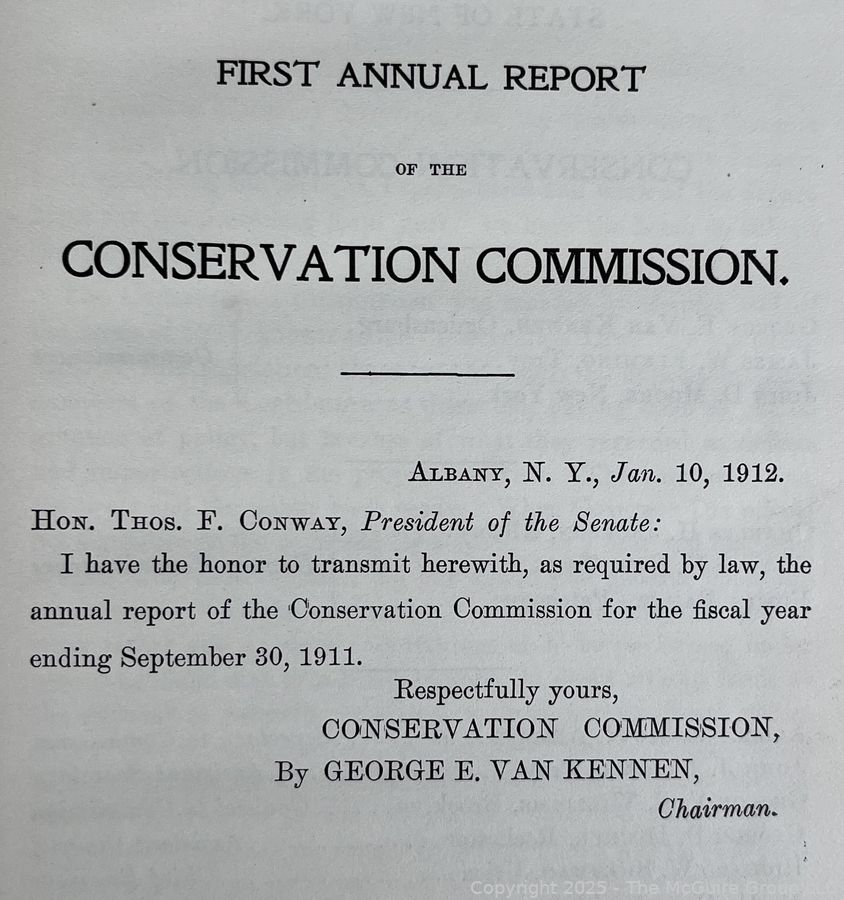 FIRST ANNUAL REPORT
OF THE
CONSERVATION COMMISSION.
ALBANY, N. Y., Jan. 10, 1912.
HON. THOS. F. CONWAY, President of the Senate:
I have the honor to transmit herewith, as required by law, the
annual report of the Conservation Commission for the fiscal year
ending September 30, 1911.
Respectfully yours,
CONSERVATION COMMISSION,
By GEORGE E. VAN KENNEN,
Chairman.
Copyright 2025 - The McGuire Group LLC